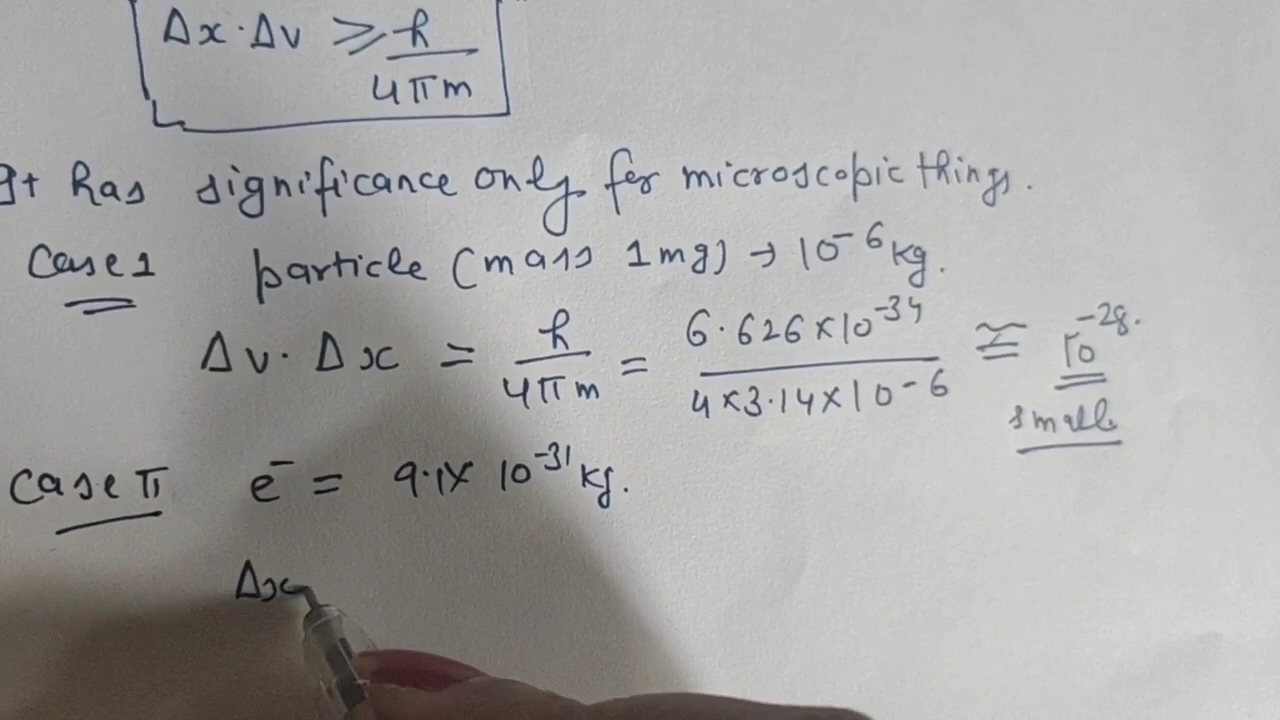 Δx·Δv ≥ h/4πm
It has significance only for microscopic things.
Case 1 particle (mass 1mg) → 10⁻⁶ kg.
Δv·Δx = h/4πm = 6.626×10⁻³⁴/4×3.14×10⁻⁶ ≅ 10⁻²⁸.
small
Case II e⁻ = 9.1× 10⁻³¹ kg.
Δx